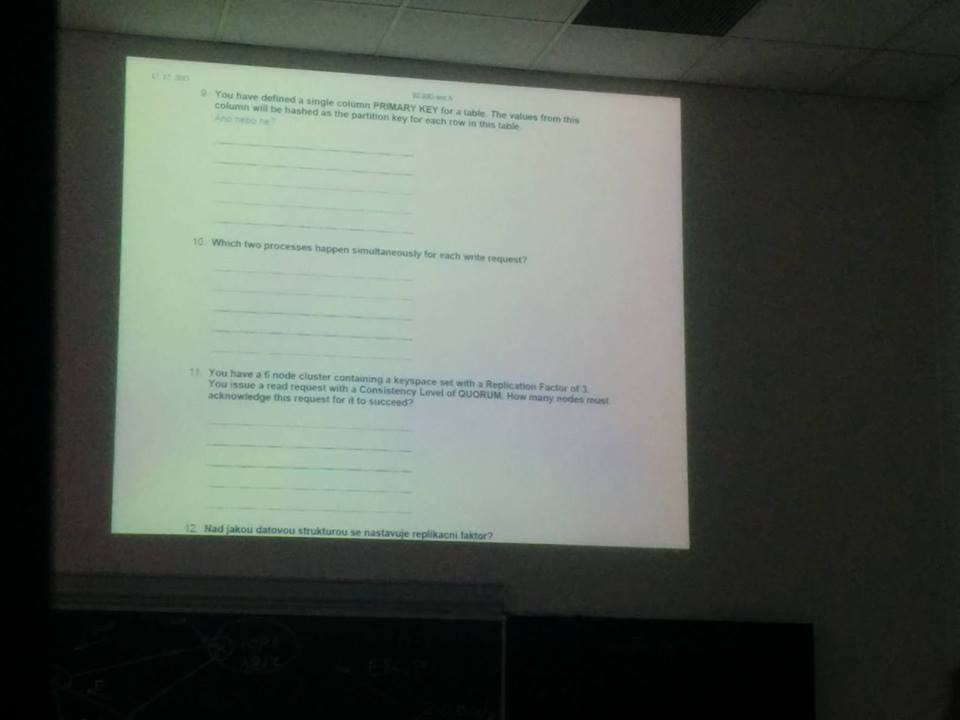 9. You have defined a single column PRIMARY KEY for a table. The values from this
column will be hashed as the partition key for each row in this table.
Ano nebo ne?
10. Which two processes happen simultaneously for each write request?
11. You have a 6 node cluster containing a keyspace set with a Replication Factor of 3.
You issue a read request with a Consistency Level of QUORUM. How many nodes must
acknowledge this request for it to succeed?
12. Nad jakou datovou strukturou se nastavuje replikacni faktor?